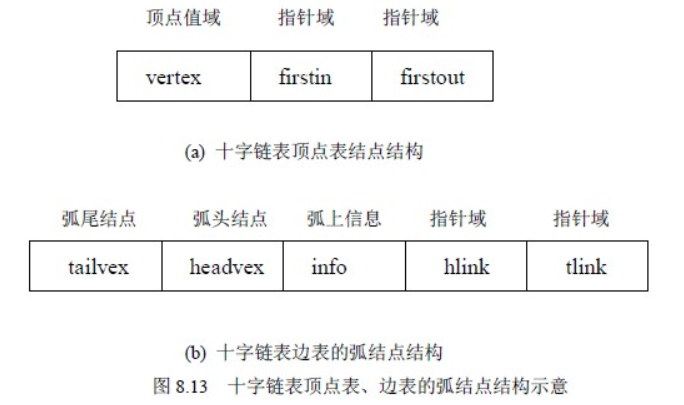 顶点值域 指针域 指针域
vertex firstin firstout
(a) 十字链表顶点表结点结构
弧尾结点 弧头结点 弧上信息 指针域 指针域
tailvex headvex info hlink tlink
(b) 十字链表边表的弧结点结构
图 8.13 十字链表顶点表、边表的弧结点结构示意